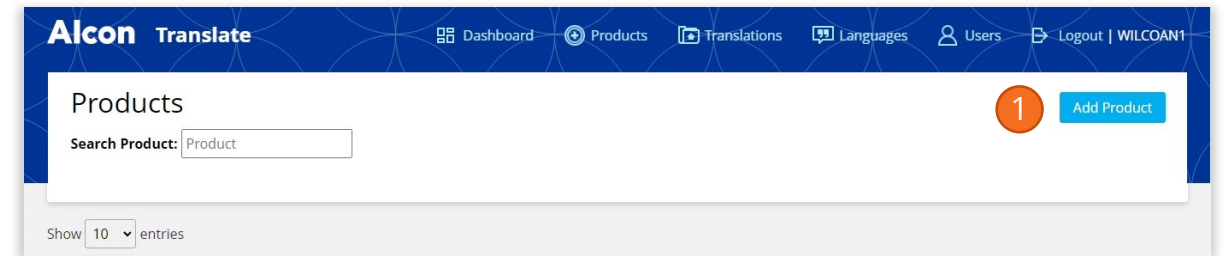 Alcon Translate Dashboard Products Translations Languages Users Logout | WILCOAN1
Products 1 Add Product
Search Product: Product
Show 10 entries